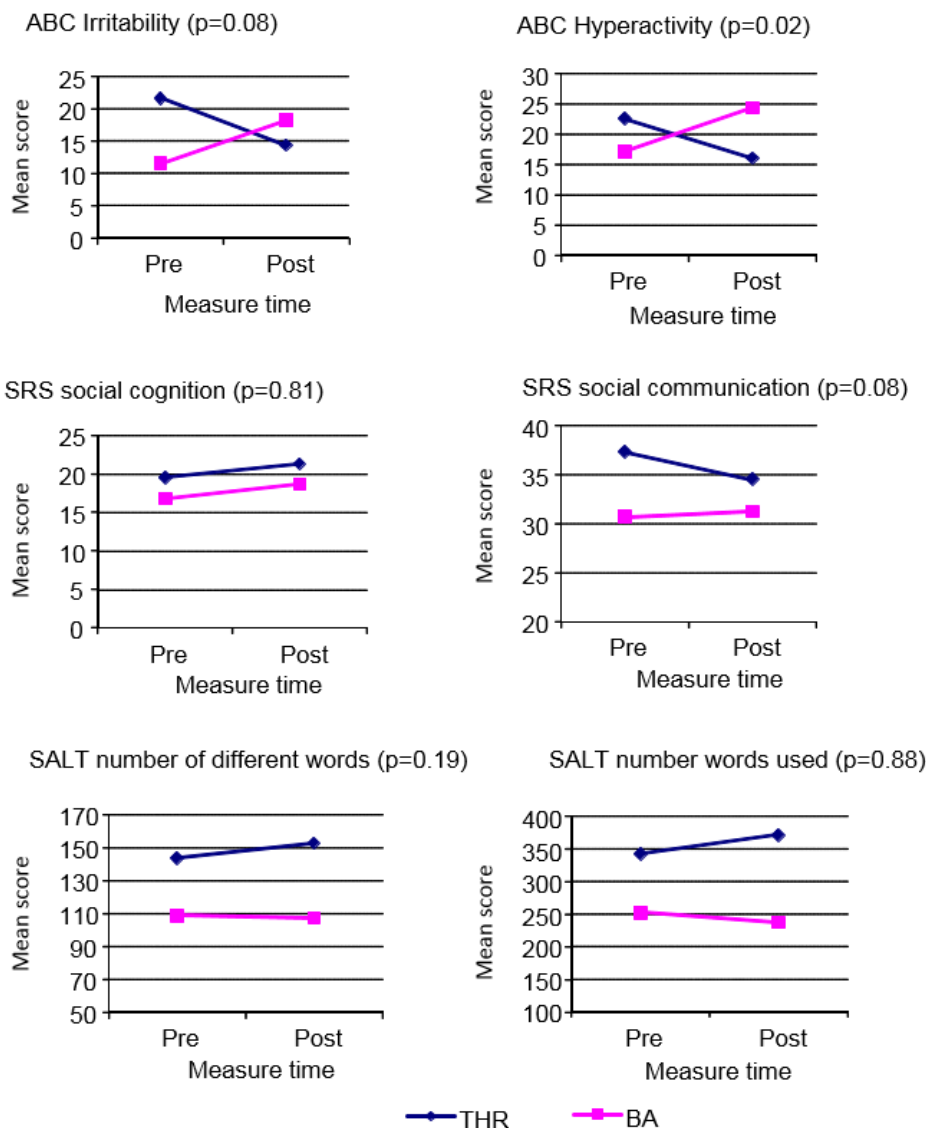 ABC Irritability (p=0.08)
25
20
15
10
5
0
Mean score
Pre Post
Measure time
ABC Hyperactivity (p=0.02)
30
25
20
15
10
5
0
Mean score
Pre Post
Measure time
SRS social cognition (p=0.81)
25
20
15
10
5
0
Mean score
Pre Post
Measure time
SRS social communication (p=0.08)
40
35
30
25
20
Mean score
Pre Post
Measure time
SALT number of different words (p=0.19)
170
150
130
110
90
70
50
Mean score
Pre Post
Measure time
SALT number words used (p=0.88)
400
350
300
250
200
150
100
Mean score
Pre Post
Measure time
THR BA